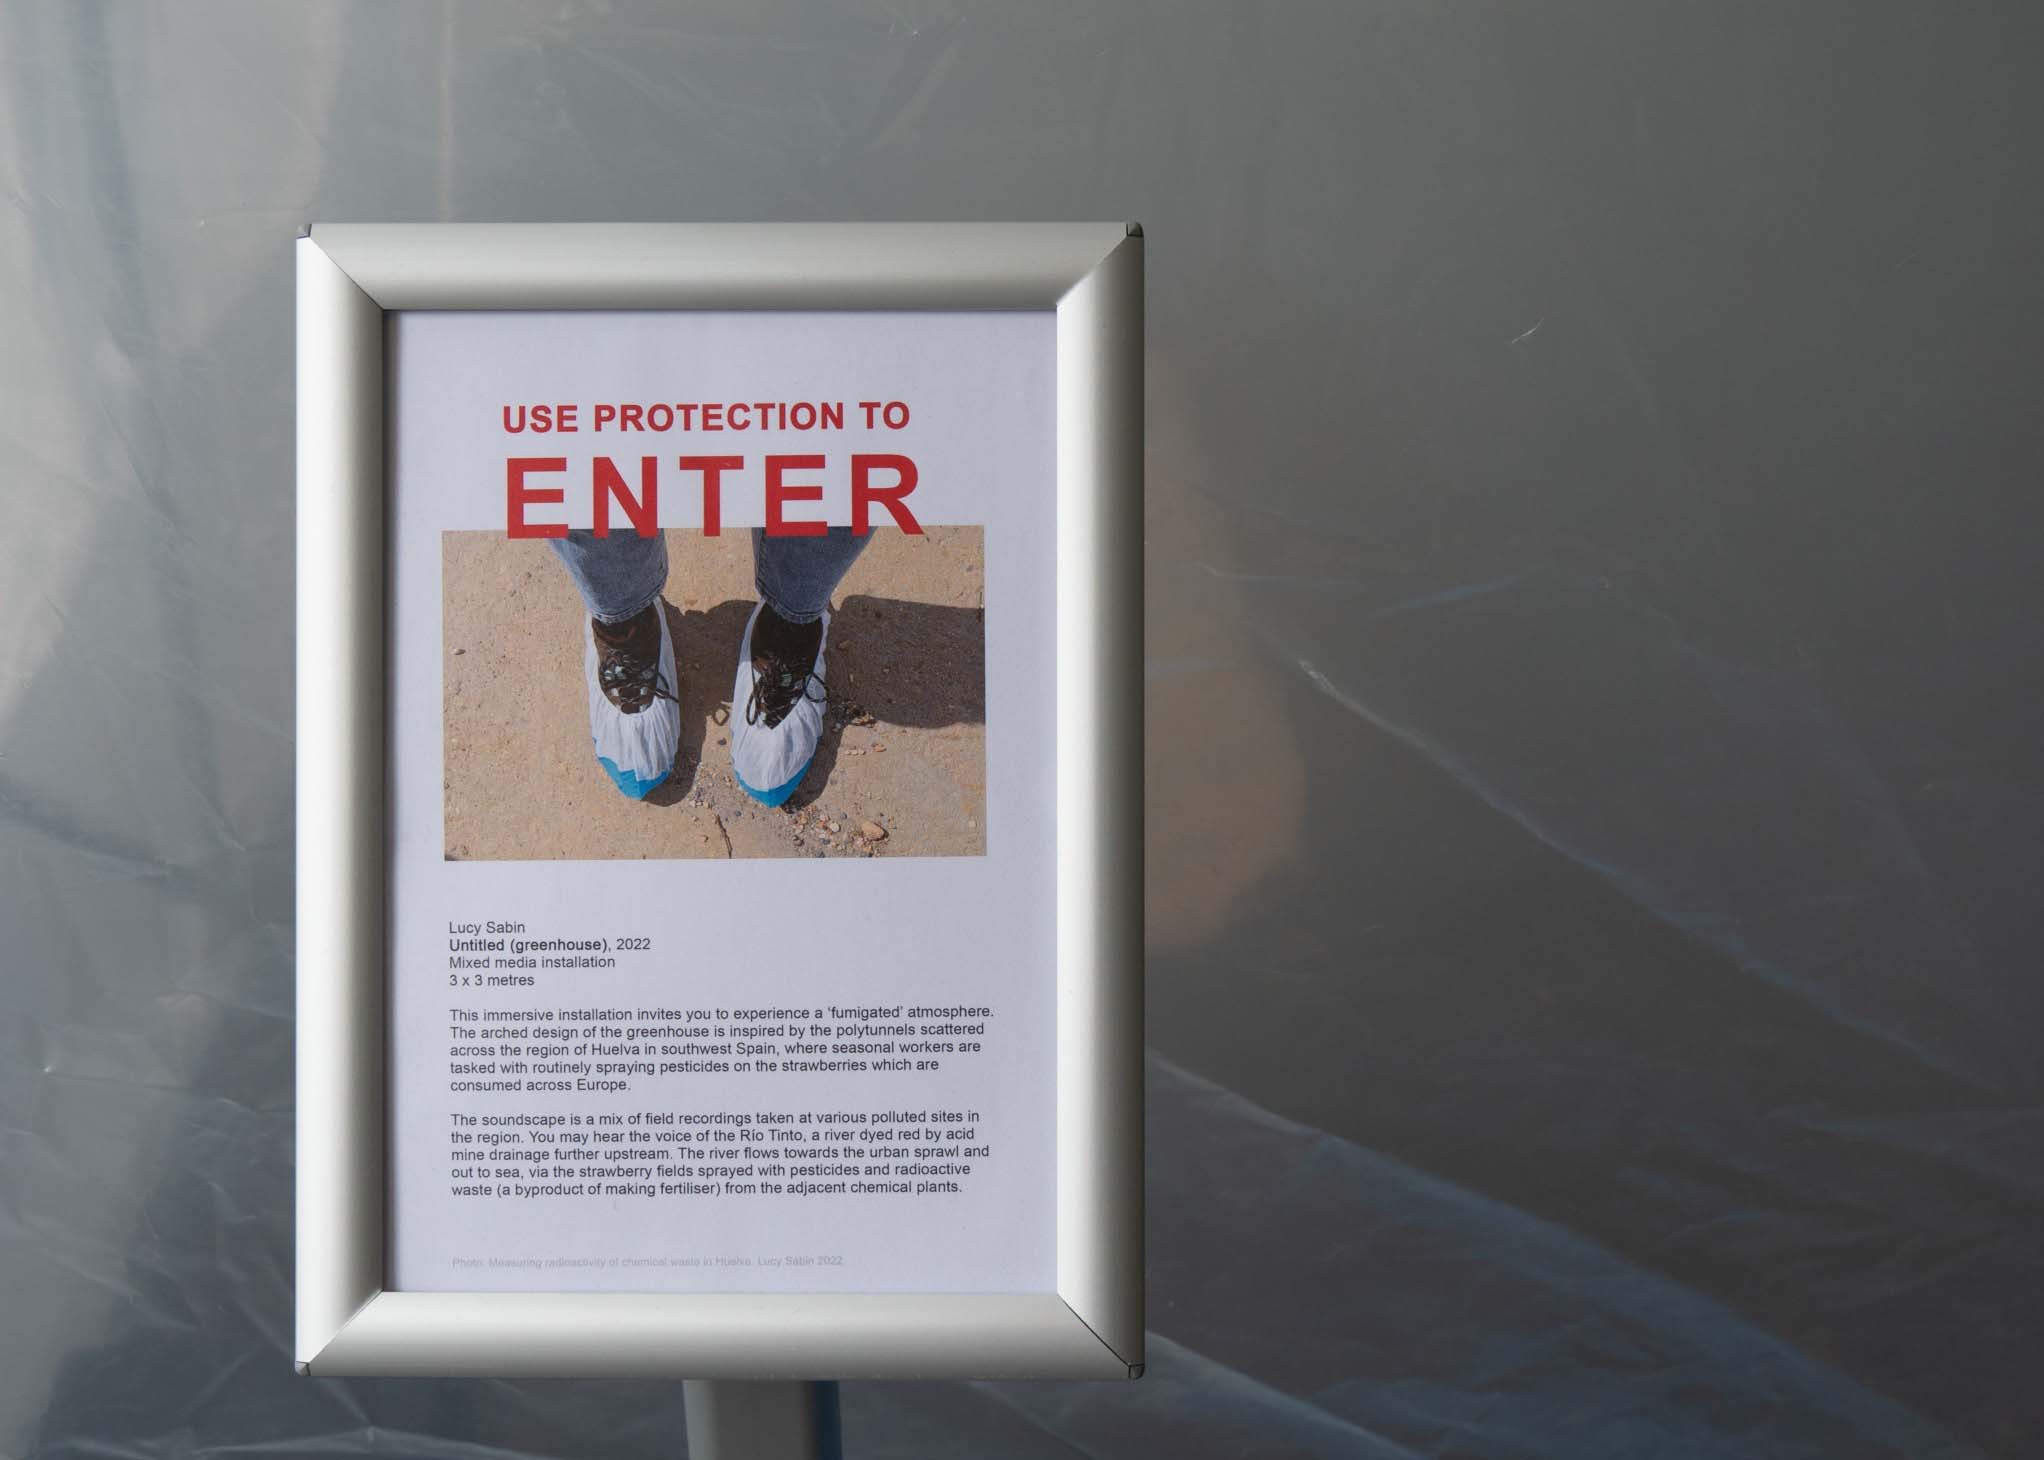 USE PROTECTION TO
ENTER
Lucy Sabin
Untitled (greenhouse), 2022
Mixed media installation
3 x 3 metres
This immersive installation invites you to experience a ‘fumigated’ atmosphere.
The arched design of the greenhouse is inspired by the polytunnels scattered
across the region of Huelva in southwest Spain, where seasonal workers are
tasked with routinely spraying pesticides on the strawberries which are
consumed across Europe.
The soundscape is a mix of field recordings taken at various polluted sites in
the region. You may hear the voice of the Río Tinto, a river dyed red by acid
mine drainage further upstream. The river flows towards the urban sprawl and
out to sea, via the strawberry fields sprayed with pesticides and radioactive
waste (a byproduct of making fertiliser) from the adjacent chemical plants.
Photo: Measuring radioactivity of chemical waste in Huelva. Lucy Sabin 2022.